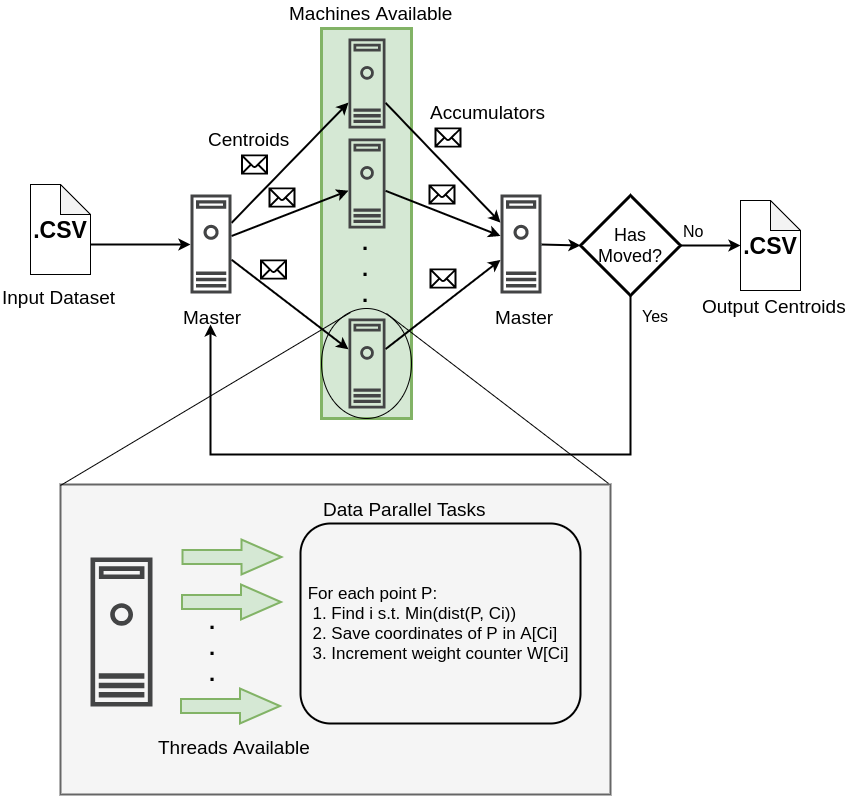 Machines Available
Accumulators
Centroids
.CSV
Input Dataset
Master
Master
Has
Moved?
No
Yes
.CSV
Output Centroids
Data Parallel Tasks
For each point P:
1. Find i s.t. Min(dist(P, Ci))
2. Save coordinates of P in A[Ci]
3. Increment weight counter W[Ci]
Threads Available